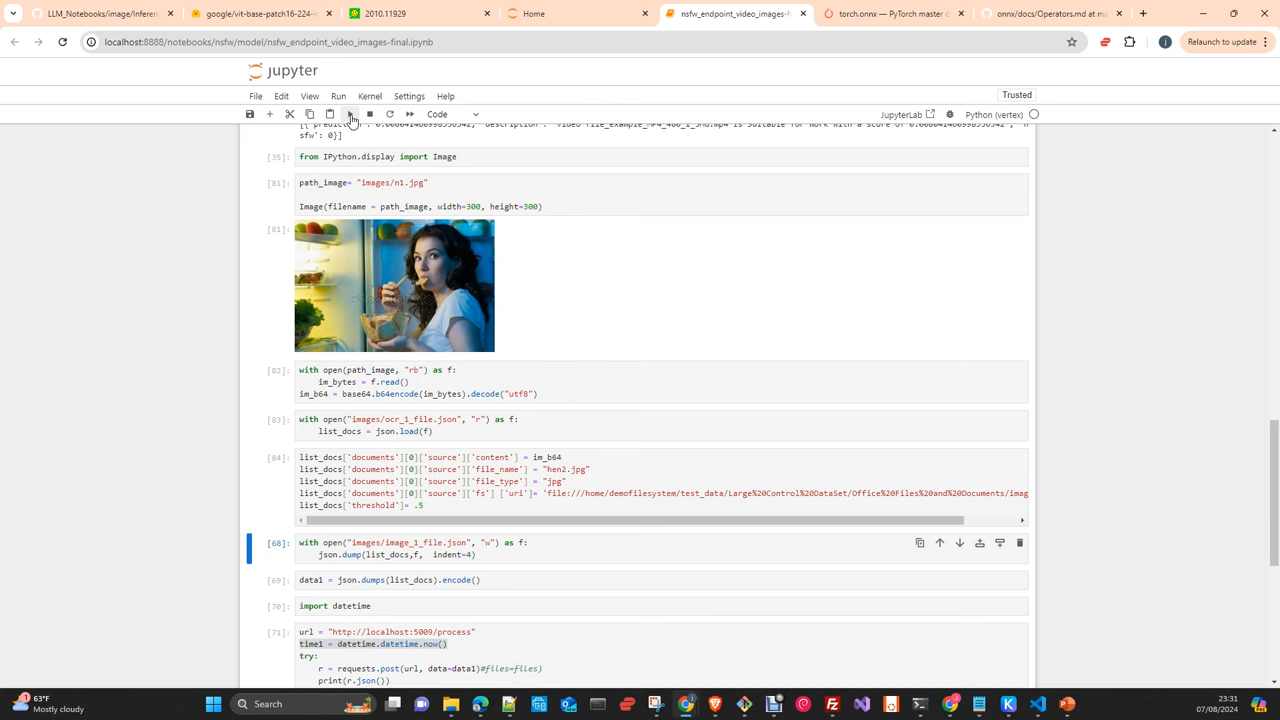 LLM_Notebooks/image/Inferen
google/vit-base-patch16-224-i
2010.11929
Home
nsfw_endpoint_video_images-f
torch.onnx — PyTorch master d
onnx/docs/Operators.md at m
localhost:8888/notebooks/nsfw/model/nsfw_endpoint_video_images-final.ipynb
Relaunch to update
jupyter
File Edit View Run Kernel Settings Help
Trusted
Code
JupyterLab
Python (vertex)
sfw': 0}]
[35]: from IPython.display import Image
[81]: path_image= "images/n1.jpg"
Image(filename = path_image, width=300, height=300)
[81]:
[82]: with open(path_image, "rb") as f:
im_bytes = f.read()
im_b64 = base64.b64encode(im_bytes).decode("utf8")
[83]: with open("images/ocr_1_file.json", "r") as f:
list_docs = json.load(f)
[84]: list_docs['documents'][0]['source']['content'] = im_b64
list_docs['documents'][0]['source']['file_name'] = "hen2.jpg"
list_docs['documents'][0]['source']['file_type'] = "jpg"
list_docs['documents'][0]['source']['fs'] ['uri']= 'file:///home/demofilesystem/test_data/Large%20Control%20DataSet/Office%20Files%20and%20Documents/imag
list_docs['threshold']= .5
[68]: with open("images/image_1_file.json", "w") as f:
json.dump(list_docs,f, indent=4)
[69]: data1 = json.dumps(list_docs).encode()
[70]: import datetime
[71]: url = "http://localhost:5009/process"
time1 = datetime.datetime.now()
try:
r = requests.post(url, data=data1)#files=files)
print(r.json())
63°F
Mostly cloudy
Search
23:31
07/08/2024